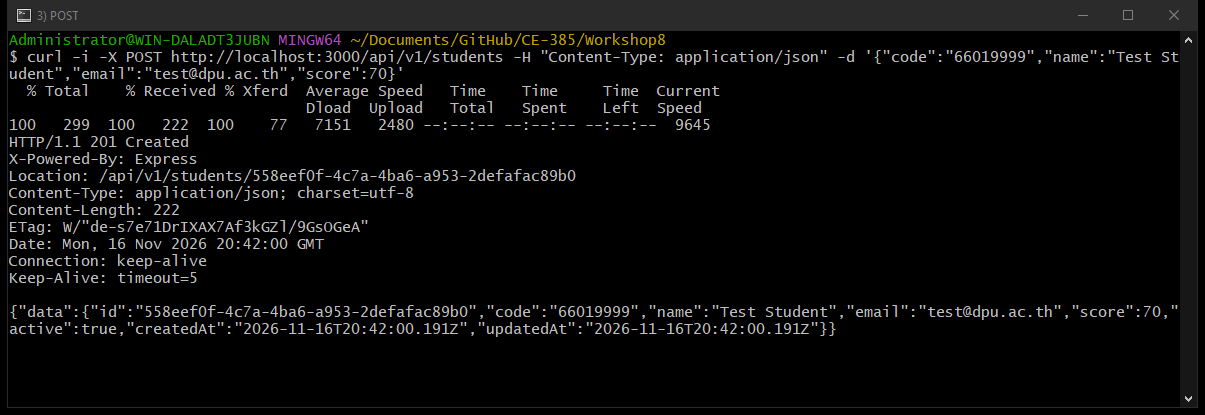 3) POST
Administrator@WIN-DALADT3JUBN MINGW64 ~/Documents/GitHub/CE-385/Workshop8
$ curl -i -X POST http://localhost:3000/api/v1/students -H "Content-Type: application/json" -d '{"code":"66019999","name":"Test St
udent","email":"test@dpu.ac.th","score":70}'
  % Total    % Received % Xferd  Average Speed   Time    Time     Time  Current
                                 Dload  Upload   Total   Spent    Left  Speed
100   299  100   222  100    77   7151   2480 --:--:-- --:--:-- --:--:--  9645
HTTP/1.1 201 Created
X-Powered-By: Express
Location: /api/v1/students/558eef0f-4c7a-4ba6-a953-2defafac89b0
Content-Type: application/json; charset=utf-8
Content-Length: 222
ETag: W/"de-s7e71DrIXAX7Af3kGZl/9GsOGeA"
Date: Mon, 16 Nov 2026 20:42:00 GMT
Connection: keep-alive
Keep-Alive: timeout=5

{"data":{"id":"558eef0f-4c7a-4ba6-a953-2defafac89b0","code":"66019999","name":"Test Student","email":"test@dpu.ac.th","score":70,"
active":true,"createdAt":"2026-11-16T20:42:00.191Z","updatedAt":"2026-11-16T20:42:00.191Z"}}